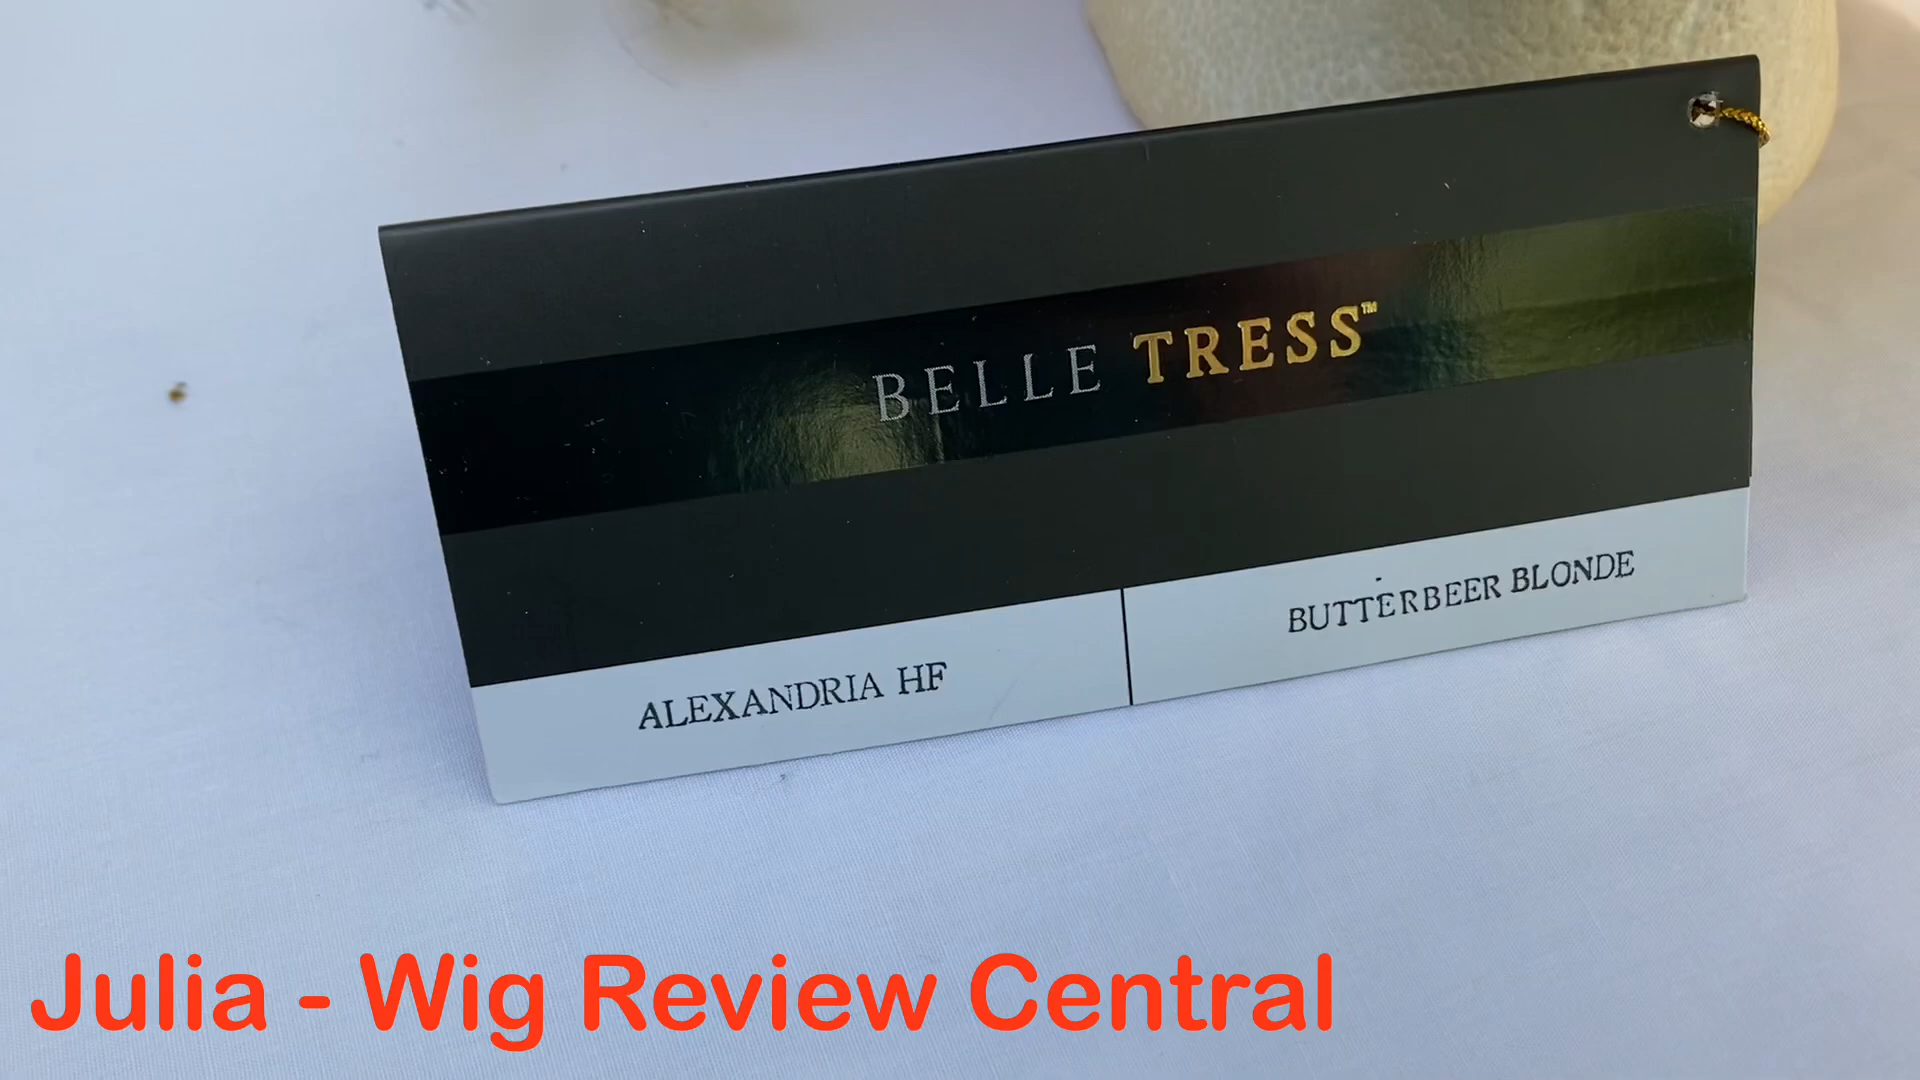 BELLE TRESS™
ALEXANDRIA HF
BUTTERBEER BLONDE
Julia - Wig Review Central